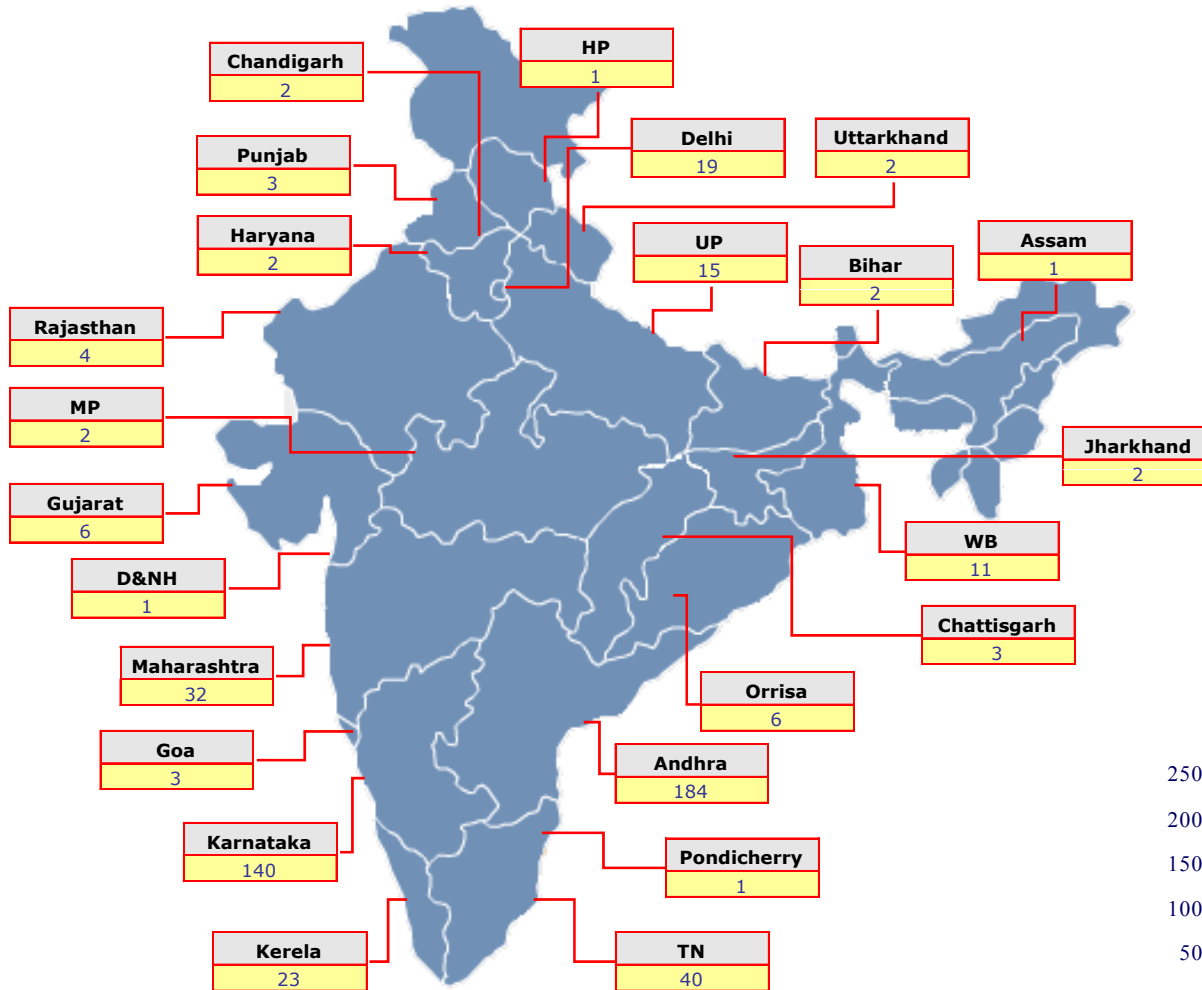 HP
1
Chandigarh
2
Delhi
19
Uttarkhand
2
Punjab
3
Haryana
2
UP
15
Assam
1
Bihar
2
Rajasthan
4
MP
2
Jharkhand
2
Gujarat
6
WB
11
D&NH
1
Chattisgarh
3
Maharashtra
32
Orrisa
6
Goa
3
Andhra
184
250
200
150
100
50
Karnataka
140
Pondicherry
1
Kerela
23
TN
40